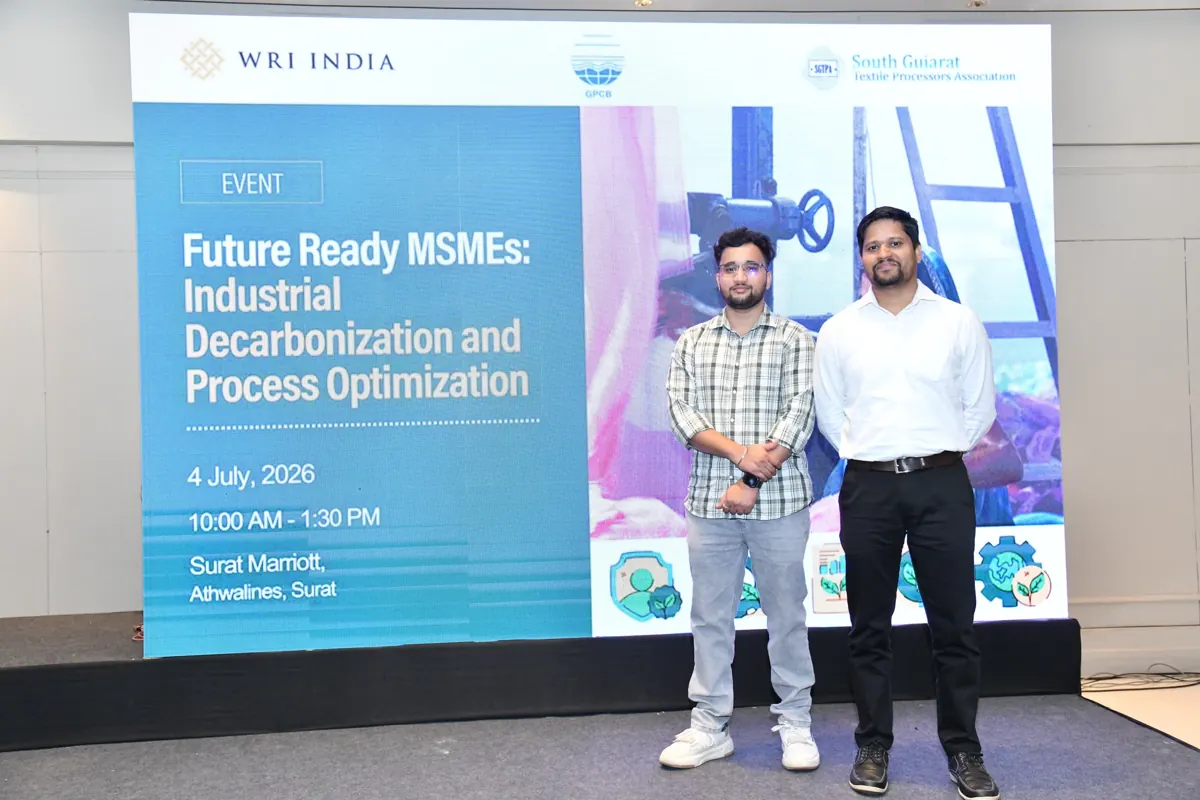 WRI INDIA
GPCB
SGTPA
South Gujarat
Textile Processors Association
EVENT
Future Ready MSMEs:
Industrial
Decarbonization and
Process Optimization
4 July, 2026
10:00 AM - 1:30 PM
Surat Marriott,
Athwalines, Surat